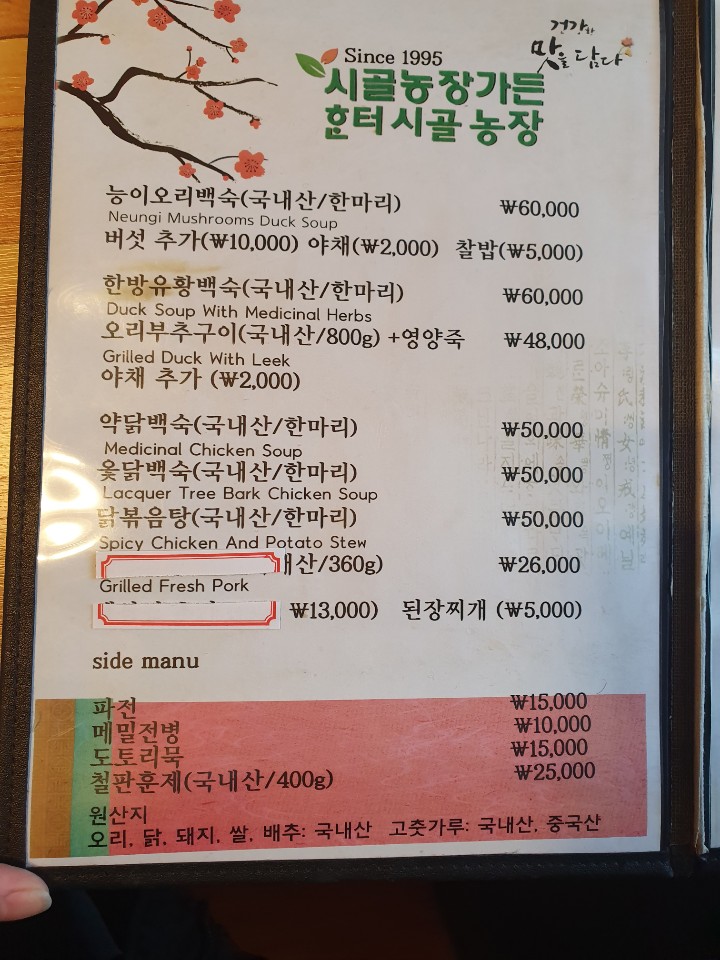 건강과
맛을 담다
Since 1995
시골농장가든
효터시골농장
능이오리백숙(국내산/한마리) ₩60,000
Neungi Mushrooms Duck Soup
버섯 추가(₩10,000) 야채(₩2,000) 찰밥(₩5,000)
한방유황백숙(국내산/한마리) ₩60,000
Duck Soup With Medicinal Herbs
오리부추구이(국내산/800g) +영양죽 ₩48,000
Grilled Duck With Leek
야채 추가 (₩2,000)
약닭백숙(국내산/한마리) ₩50,000
Medicinal Chicken Soup
옻닭백숙(국내산/한마리) ₩50,000
Lacquer Tree Bark Chicken Soup
닭볶음탕(국내산/한마리) ₩50,000
Spicy Chicken And Potato Stew
내산/360g) ₩26,000
Grilled Fresh Pork
₩13,000) 된장찌개 (₩5,000)
side manu
파전 ₩15,000
메밀전병 ₩10,000
도토리묵 ₩15,000
철판훈제(국내산/400g) ₩25,000
원산지
오리, 닭, 돼지, 쌀, 배추: 국내산 고춧가루: 국내산, 중국산